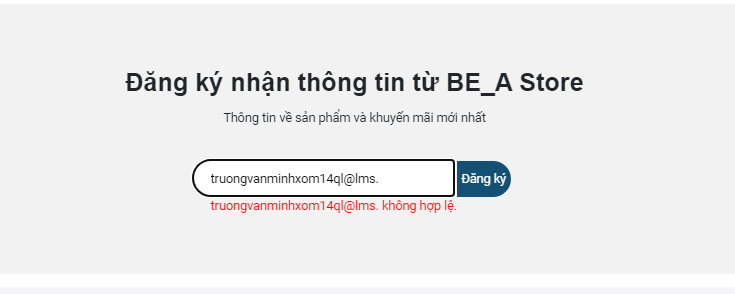 Đăng ký nhận thông tin từ BE_A Store
Thông tin về sản phẩm và khuyến mãi mới nhất
truongvanminhxom14ql@lms.
Đăng ký
truongvanminhxom14ql@lms. không hợp lệ.